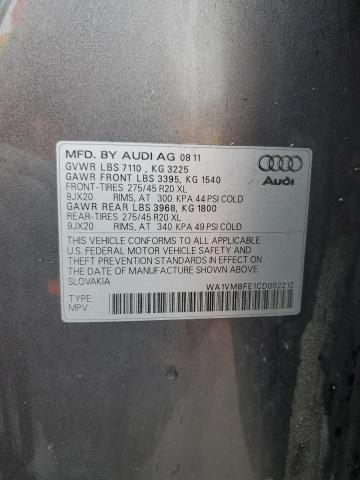 MFD. BY AUDI AG 08 11
GVWR LBS 7110 , KG 3225
GAWR FRONT LBS 3395, KG 1540
FRONT-TIRES 275/45 R20 XL
9JX20 RIMS, AT 300 KPA 44 PSI COLD
GAWR REAR LBS 3968, KG 1800
REAR-TIRES 275/45 R20 XL
9JX20 RIMS, AT 340 KPA 49 PSI COLD
THIS VEHICLE CONFORMS TO ALL APPLICABLE
U.S. FEDERAL MOTOR VEHICLE SAFETY AND
THEFT PREVENTION STANDARDS IN EFFECT ON
THE DATE OF MANUFACTURE SHOWN ABOVE.
SLOVAKIA
Audi
WA1VMBFE1CD002212
TYPE:
MPV